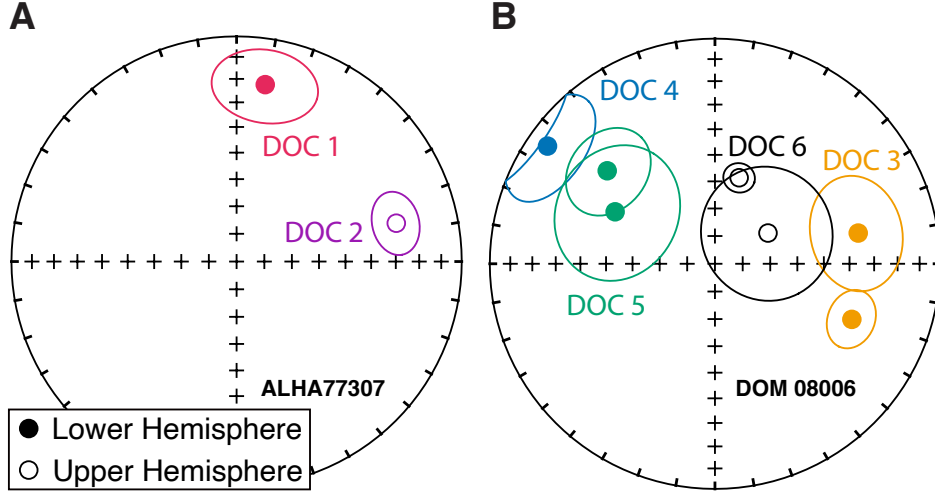 A
B
DOC 1
DOC 2
DOC 4
DOC 6
DOC 3
DOC 5
ALHA77307
DOM 08006
Lower Hemisphere
Upper Hemisphere